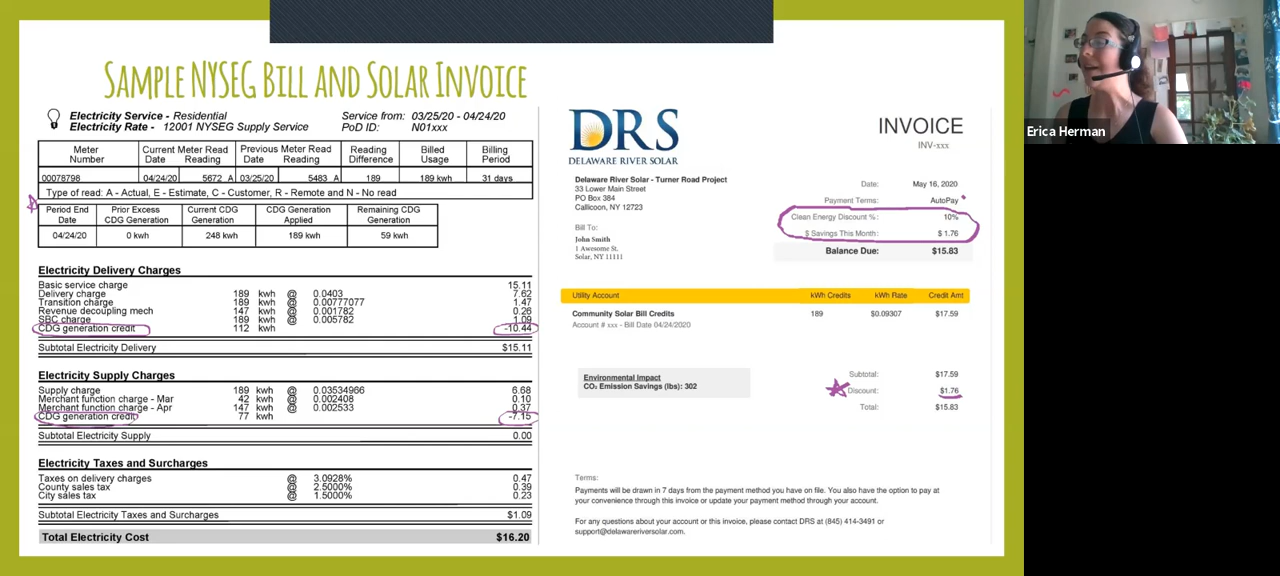 SAMPLE NYSEG BILL AND SOLAR INVOICE
Electricity Service - Residential Service from: 03/25/20 - 04/24/20
Electricity Rate - 12001 NYSEG Supply Service PoD ID: N01xxx
Meter Number Current Meter Read Date Reading Previous Meter Read Date Reading Reading Difference Billed Usage Billing Period
00078798 04/24/20 5672 A 03/25/20 5483 A 189 189 kwh 31 days
Type of read: A - Actual, E - Estimate, C - Customer, R - Remote and N - No read
Period End Date Prior Excess CDG Generation Current CDG Generation CDG Generation Applied Remaining CDG Generation
04/24/20 0 kwh 248 kwh 189 kwh 59 kwh
Electricity Delivery Charges
Basic service charge 15.11
Delivery charge 189 kwh @ 0.0403 7.62
Transition charge 189 kwh @ 0.00777077 1.47
Revenue decoupling mech 147 kwh @ 0.001782 0.26
SBC charge 189 kwh @ 0.005782 1.09
CDG generation credit 112 kwh -10.44
Subtotal Electricity Delivery $15.11
Electricity Supply Charges
Supply charge 189 kwh @ 0.03534966 6.68
Merchant function charge - Mar 42 kwh @ 0.002408 0.10
Merchant function charge - Apr 147 kwh @ 0.002533 0.37
CDG generation credit 77 kwh -7.15
Subtotal Electricity Supply 0.00
Electricity Taxes and Surcharges
Taxes on delivery charges @ 3.0928% 0.47
County sales tax @ 2.5000% 0.39
City sales tax @ 1.5000% 0.23
Subtotal Electricity Taxes and Surcharges $1.09
Total Electricity Cost $16.20
DRS
DELAWARE RIVER SOLAR
INVOICE
INV-xxx
Delaware River Solar - Turner Road Project
33 Lower Main Street
PO Box 384
Callicoon, NY 12723
Bill To:
John Smith
1 Awesome St.
Solar, NY 11111
Date: May 16, 2020
Payment Terms: AutoPay
Clean Energy Discount %: 10%
$ Savings This Month: $ 1.76
Balance Due: $15.83
Utility Account kWh Credits kWh Rate Credit Amt
Community Solar Bill Credits 189 $0.09307 $17.59
Account # xxx - Bill Date 04/24/2020
Environmental Impact
CO₂ Emission Savings (lbs): 302
Subtotal: $17.59
Discount: $1.76
Total: $15.83
Terms:
Payments will be drawn in 7 days from the payment method you have on file. You also have the option to pay at
your convenience through this invoice or update your payment method through your account.
For any questions about your account or this invoice, please contact DRS at (845) 414-3491 or
support@delawareriversolar.com.
Erica Herman